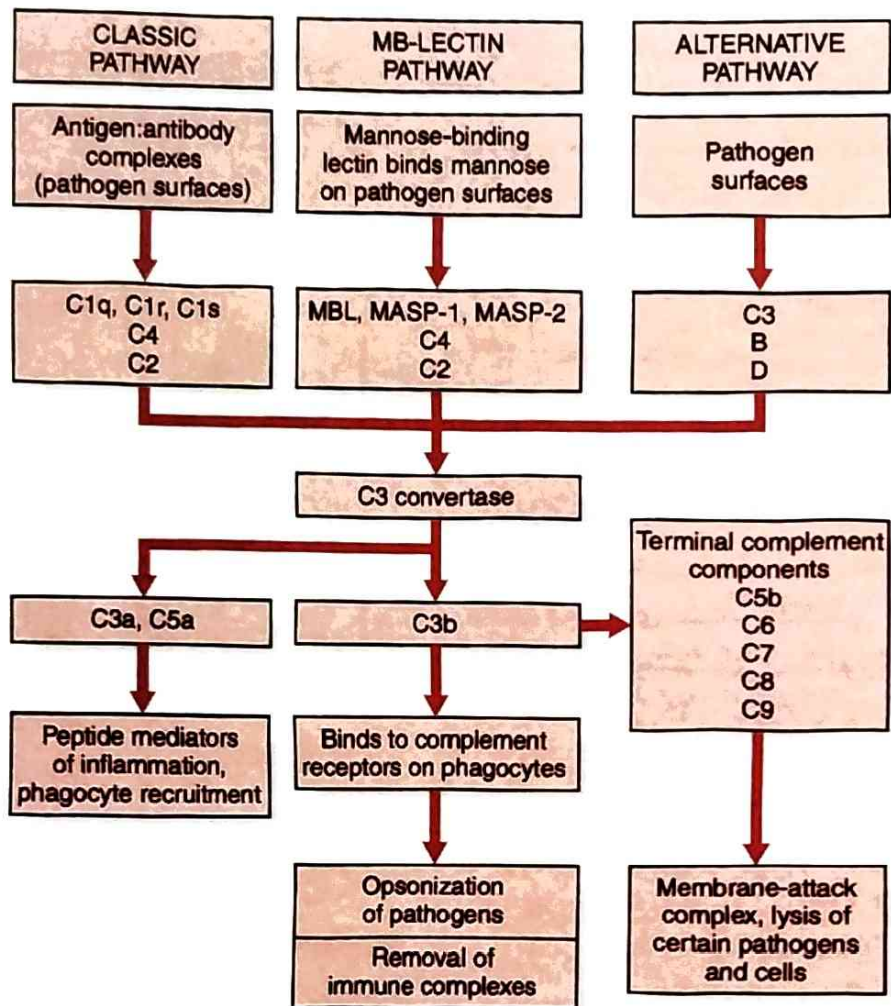 CLASSIC
PATHWAY
MB-LECTIN
PATHWAY
ALTERNATIVE
PATHWAY
Antigen:antibody
complexes
(pathogen surfaces)
Mannose-binding
lectin binds mannose
on pathogen surfaces
Pathogen
surfaces
C1q, C1r, C1s
C4
C2
MBL, MASP-1, MASP-2
C4
C2
C3
B
D
C3 convertase
C3a, C5a
C3b
Terminal complement
components
C5b
C6
C7
C8
C9
Peptide mediators
of inflammation,
phagocyte recruitment
Binds to complement
receptors on phagocytes
Opsonization
of pathogens
Removal of
immune complexes
Membrane-attack
complex, lysis of
certain pathogens
and cells